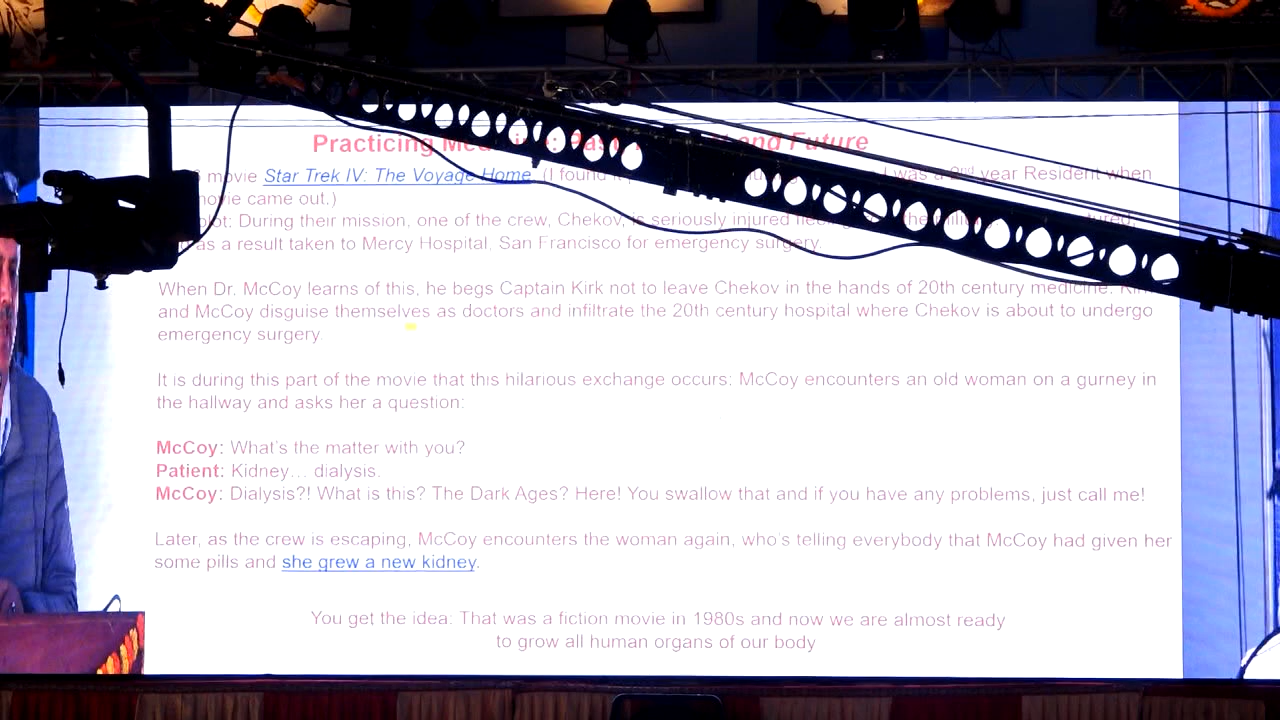 Practicing and Future
movie Star Trek IV: The Voyage Home. (I found I was a 2nd year Resident when
movie came out.)
plot: During their mission, one of the crew, Chekov, is seriously injured
as a result taken to Mercy Hospital, San Francisco for emergency surgery.
When Dr. McCoy learns of this, he begs Captain Kirk not to leave Chekov in the hands of 20th century medicine.
and McCoy disguise themselves as doctors and infiltrate the 20th century hospital where Chekov is about to undergo
emergency surgery.
It is during this part of the movie that this hilarious exchange occurs: McCoy encounters an old woman on a gurney in
the hallway and asks her a question:
McCoy: What's the matter with you?
Patient: Kidney... dialysis.
McCoy: Dialysis?! What is this? The Dark Ages? Here! You swallow that and if you have any problems, just call me!
Later, as the crew is escaping, McCoy encounters the woman again, who's telling everybody that McCoy had given her
some pills and she grew a new kidney.
You get the idea: That was a fiction movie in 1980s and now we are almost ready
to grow all human organs of our body